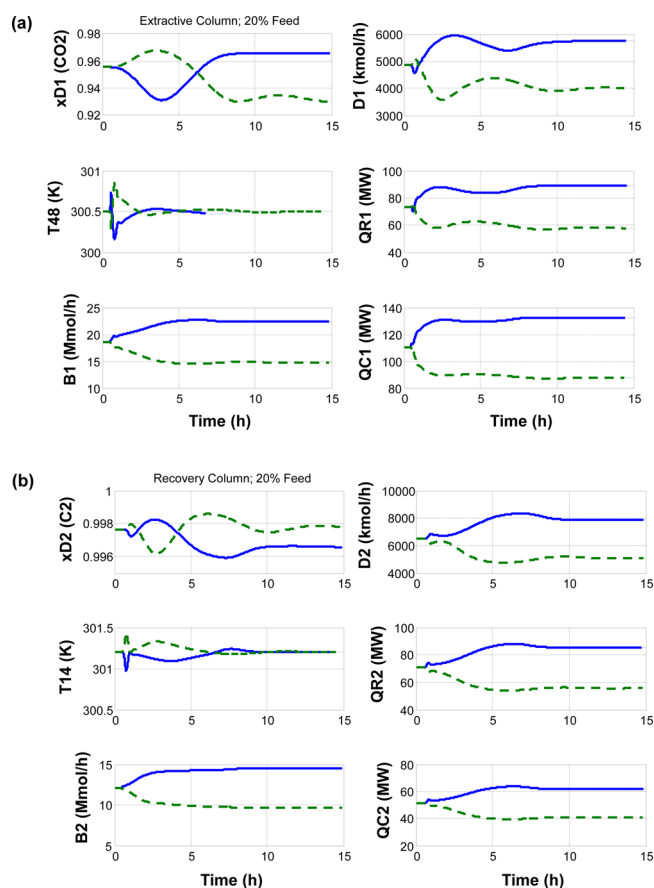 (a)
Extractive Column; 20% Feed
xD1 (CO2)
0.98
0.96
0.94
0.92
0 5 10 15
D1 (kmol/h)
6000
5000
4000
3000
0 5 10 15
T48 (K)
301
300.5
300
0 5 10 15
QR1 (MW)
100
80
60
40
0 5 10 15
B1 (Mmol/h)
25
20
15
10
0 5 10 15
Time (h)
QC1 (MW)
140
120
100
80
0 5 10 15
Time (h)
(b)
Recovery Column; 20% Feed
xD2 (C2)
1
0.998
0.996
0 5 10 15
D2 (kmol/h)
10000
8000
6000
4000
0 5 10 15
T14 (K)
301.5
301
300.5
0 5 10 15
QR2 (MW)
100
80
60
40
0 5 10 15
B2 (Mmol/h)
15
10
5
0 5 10 15
Time (h)
QC2 (MW)
80
60
40
20
0 5 10 15
Time (h)